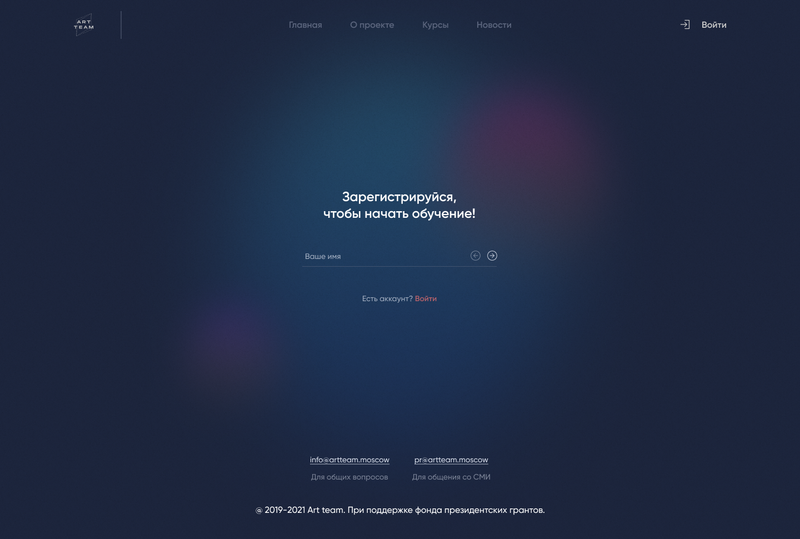 ART
TEAM
Главная О проекте Курсы Новости
Войти
Зарегистрируйся,
чтобы начать обучение!
Ваше имя
Есть аккаунт? Войти
info@artteam.moscow pr@artteam.moscow
Для общих вопросов Для общения со СМИ
© 2019-2021 Art team. При поддержке фонда президентских грантов.